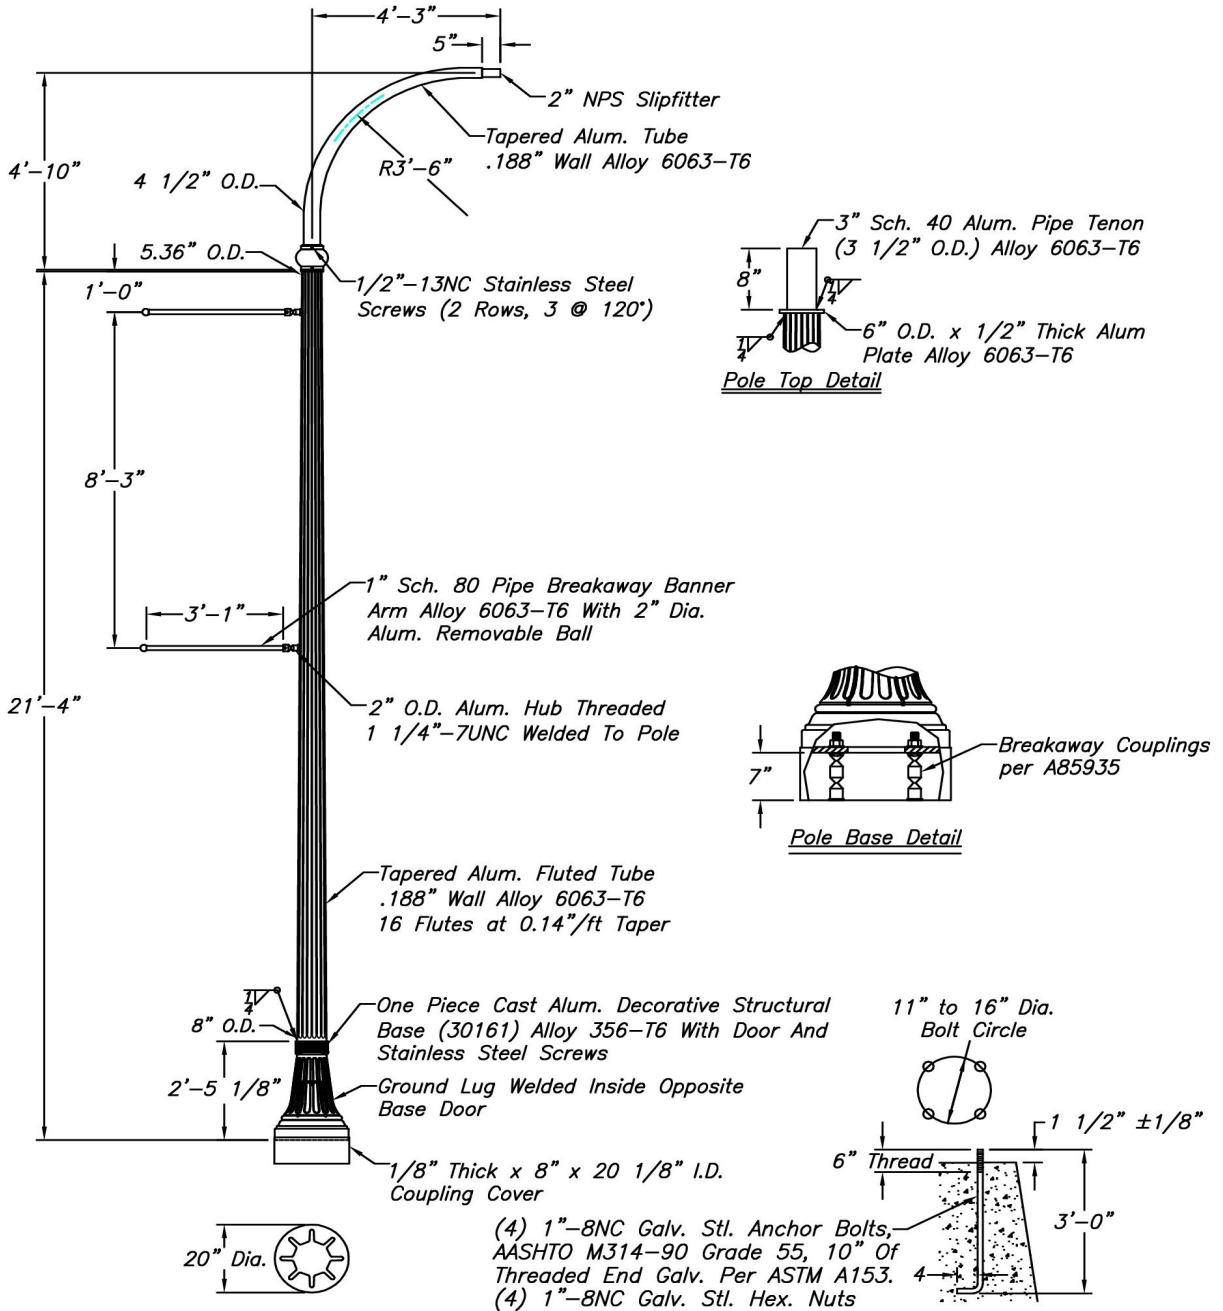 4'-3"
5"
2" NPS Slipfitter
Tapered Alum. Tube
.188" Wall Alloy 6063-T6
4'-10"
R3'-6"
4 1/2" O.D.
5.36" O.D.
1/2"-13NC Stainless Steel
Screws (2 Rows, 3 @ 120°)
1'-0"
3" Sch. 40 Alum. Pipe Tenon
(3 1/2" O.D.) Alloy 6063-T6
8"
1/4
1/4
6" O.D. x 1/2" Thick Alum
Plate Alloy 6063-T6
Pole Top Detail
8'-3"
1" Sch. 80 Pipe Breakaway Banner
Arm Alloy 6063-T6 With 2" Dia.
Alum. Removable Ball
3'-1"
21'-4"
2" O.D. Alum. Hub Threaded
1 1/4"-7UNC Welded To Pole
Breakaway Couplings
per A85935
7"
Pole Base Detail
Tapered Alum. Fluted Tube
.188" Wall Alloy 6063-T6
16 Flutes at 0.14"/ft Taper
1/4
8" O.D.
One Piece Cast Alum. Decorative Structural
Base (30161) Alloy 356-T6 With Door And
Stainless Steel Screws
2'-5 1/8"
Ground Lug Welded Inside Opposite
Base Door
1/8" Thick x 8" x 20 1/8" I.D.
Coupling Cover
20" Dia.
11" to 16" Dia.
Bolt Circle
1 1/2" ±1/8"
6" Thread
3'-0"
4
(4) 1"-8NC Galv. Stl. Anchor Bolts,
AASHTO M314-90 Grade 55, 10" Of
Threaded End Galv. Per ASTM A153.
(4) 1"-8NC Galv. Stl. Hex. Nuts